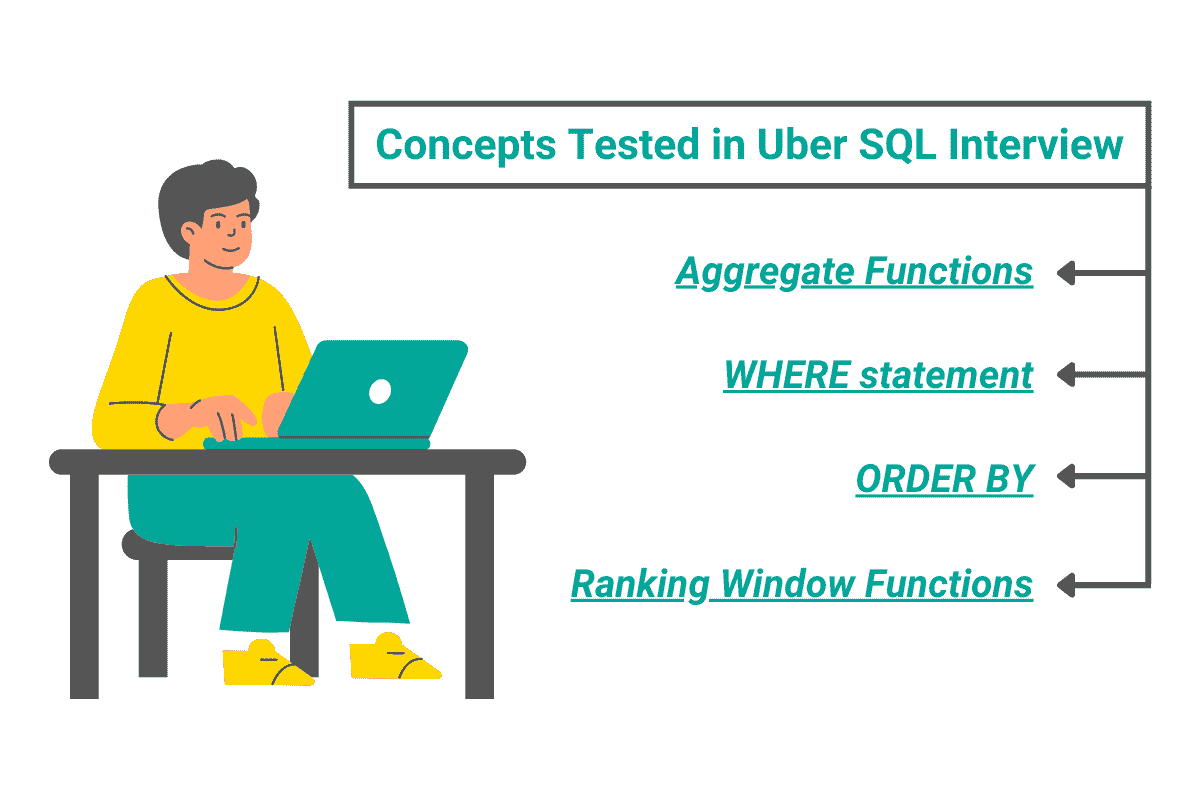 Concepts Tested in Uber SQL Interview
Aggregate Functions
WHERE statement
ORDER BY
Ranking Window Functions